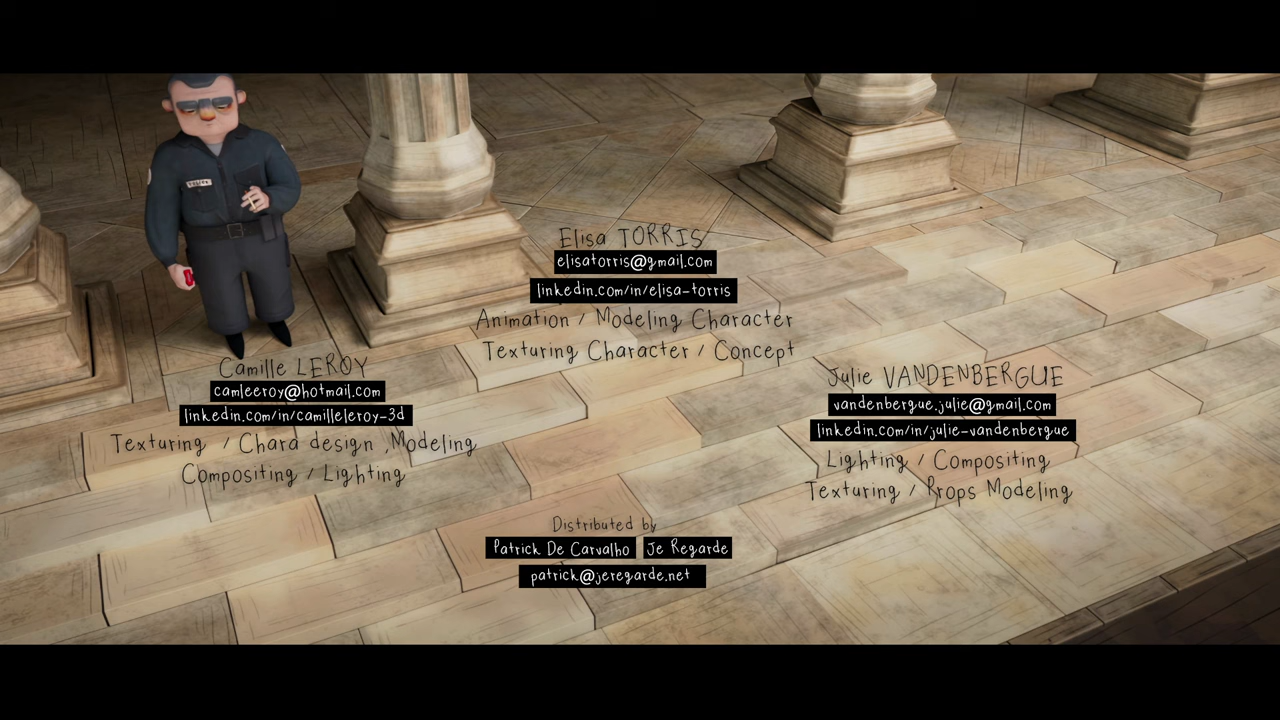 Elisa TORRIS
elisatorris@gmail.com
linkedin.com/in/elisa-torris
Animation / Modeling Character
Texturing Character / Concept
Camille LEROY
camleeroy@hotmail.com
linkedin.com/in/camilleleroy-3d
Texturing / Chara design ,Modeling
Compositing / Lighting
Julie VANDENBERGUE
vandenbergue.julie@gmail.com
linkedin.com/in/julie-vandenbergue
Lighting / Compositing
Texturing / Props Modeling
Distributed by
Patrick De Carvalho Je Regarde
patrick@jeregarde.net